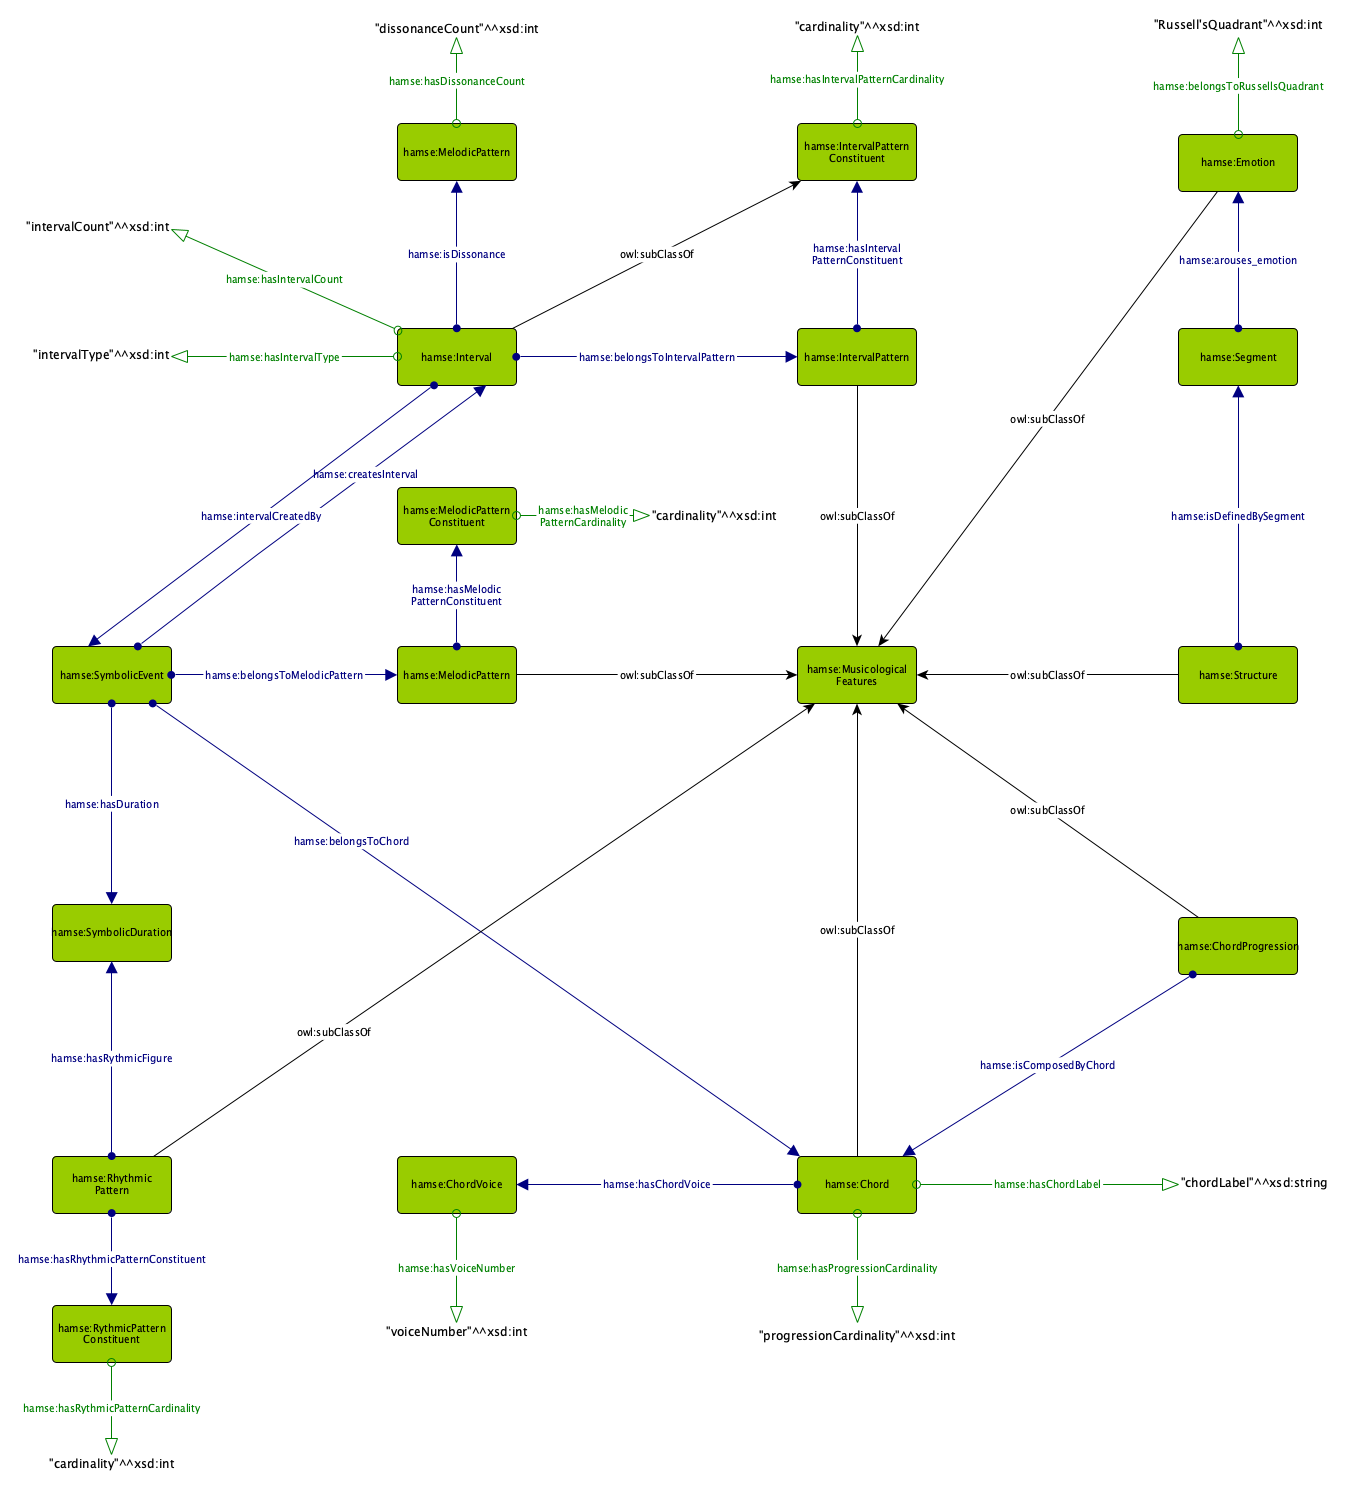 "dissonanceCount"^^xsd:int
"cardinality"^^xsd:int
"Russell'sQuadrant"^^xsd:int
hamse:hasDissonanceCount
hamse:hasIntervalPatternCardinality
hamse:belongsToRussellsQuadrant
hamse:MelodicPattern
hamse:IntervalPattern
Constituent
hamse:Emotion
"intervalCount"^^xsd:int
hamse:isDissonance
owl:subClassOf
hamse:hasInterval
PatternConstituent
hamse:arouses_emotion
hamse:hasIntervalCount
"intervalType"^^xsd:int
hamse:hasIntervalType
hamse:Interval
hamse:belongsToIntervalPattern
hamse:IntervalPattern
hamse:Segment
owl:subClassOf
hamse:createsInterval
hamse:intervalCreatedBy
hamse:MelodicPattern
Constituent
hamse:hasMelodic
PatternCardinality
"cardinality"^^xsd:int
owl:subClassOf
hamse:isDefinedBySegment
hamse:hasMelodic
PatternConstituent
hamse:SymbolicEvent
hamse:belongsToMelodicPattern
hamse:MelodicPattern
owl:subClassOf
hamse:Musicological
Features
owl:subClassOf
hamse:Structure
hamse:hasDuration
hamse:belongsToChord
owl:subClassOf
hamse:SymbolicDuration
owl:subClassOf
hamse:ChordProgression
owl:subClassOf
hamse:hasRythmicFigure
hamse:isComposedByChord
hamse:Rhythmic
Pattern
hamse:ChordVoice
hamse:hasChordVoice
hamse:Chord
hamse:hasChordLabel
"chordLabel"^^xsd:string
hamse:hasRhythmicPatternConstituent
hamse:hasVoiceNumber
hamse:hasProgressionCardinality
hamse:RythmicPattern
Constituent
"voiceNumber"^^xsd:int
"progressionCardinality"^^xsd:int
hamse:hasRythmicPatternCardinality
"cardinality"^^xsd:int